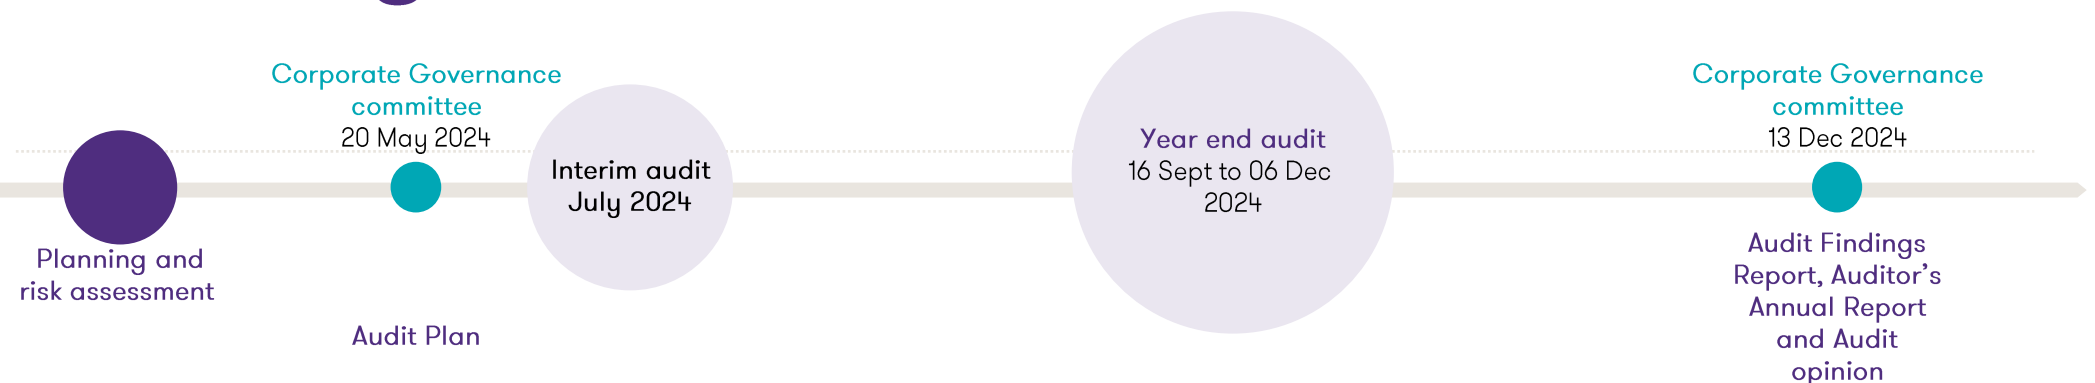 Corporate Governance
committee
20 May 2024
Planning and
risk assessment
Audit Plan
Interim audit
July 2024
Year end audit
16 Sept to 06 Dec
2024
Corporate Governance
committee
13 Dec 2024
Audit Findings
Report, Auditor’s
Annual Report
and Audit
opinion